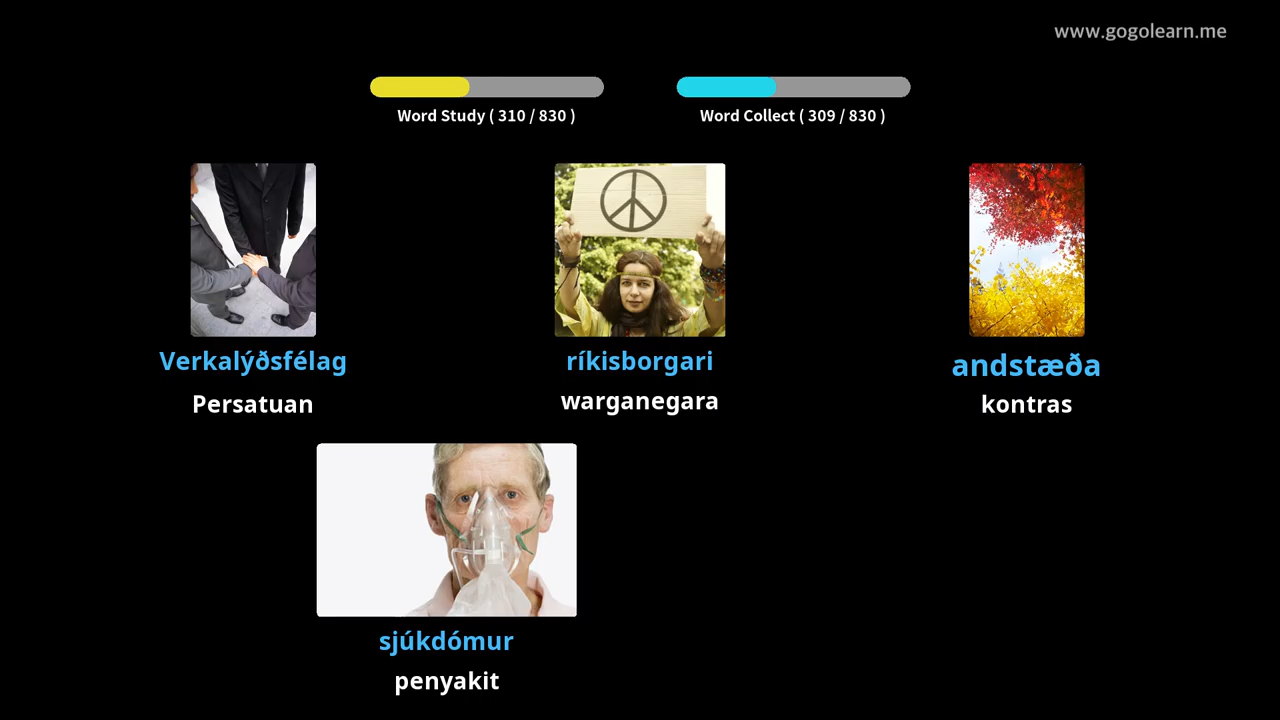 www.gogolearn.me
Word Study ( 310 / 830 )
Word Collect ( 309 / 830 )
Verkalýðsfélag
Persatuan
ríkisborgari
warganegara
andstæða
kontras
sjúkdómur
penyakit